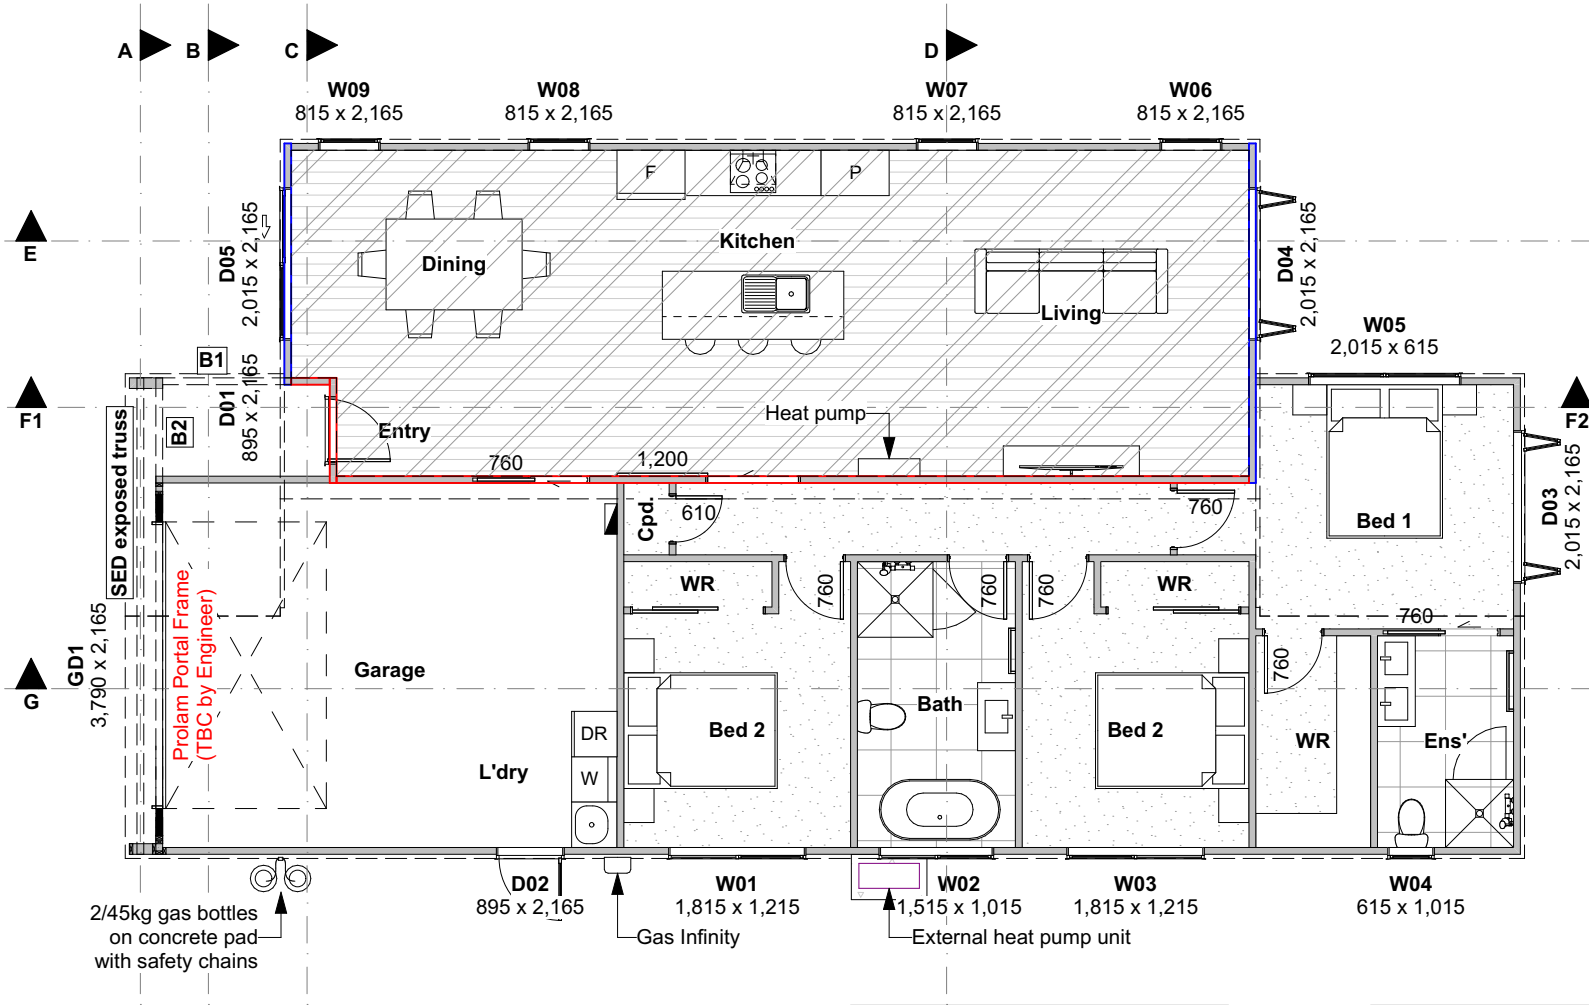 A
B
C
D
W09
815 x 2,165
W08
815 x 2,165
W07
815 x 2,165
W06
815 x 2,165
E
F
P
Kitchen
Dining
Living
D05
2,015 x 2,165
D04
2,015 x 2,165
W05
2,015 x 615
B1
B2
D01
895 x 2,165
F1
F2
Entry
Heat pump
760
1,200
SED exposed truss
Cpd.
610
760
Bed 1
D03
2,015 x 2,165
WR
760
760
760
WR
760
760
GD1
3,790 x 2,165
Prolam Portal Frame
(TBC by Engineer)
G
Garage
DR
W
L'dry
Bed 2
Bath
Bed 2
WR
Ens'
D02
895 x 2,165
W01
1,815 x 1,215
W02
1,515 x 1,015
W03
1,815 x 1,215
W04
615 x 1,015
2/45kg gas bottles
on concrete pad
with safety chains
Gas Infinity
External heat pump unit